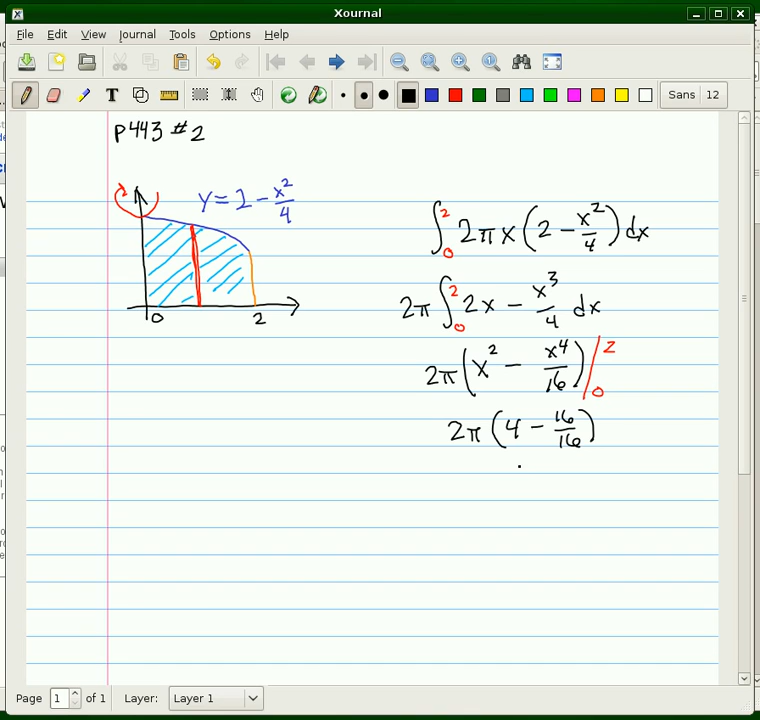 Xournal
File Edit View Journal Tools Options Help
T Sans 12
P443 #2
2
y = 2 - x²/4
0 2
∫₀² 2πx(2 - x²/4) dx
2π ∫₀² 2x - x³/4 dx
2π(x² - x⁴/16) |₀²
2π(4 - 16/16)
Page 1 of 1 Layer: Layer 1